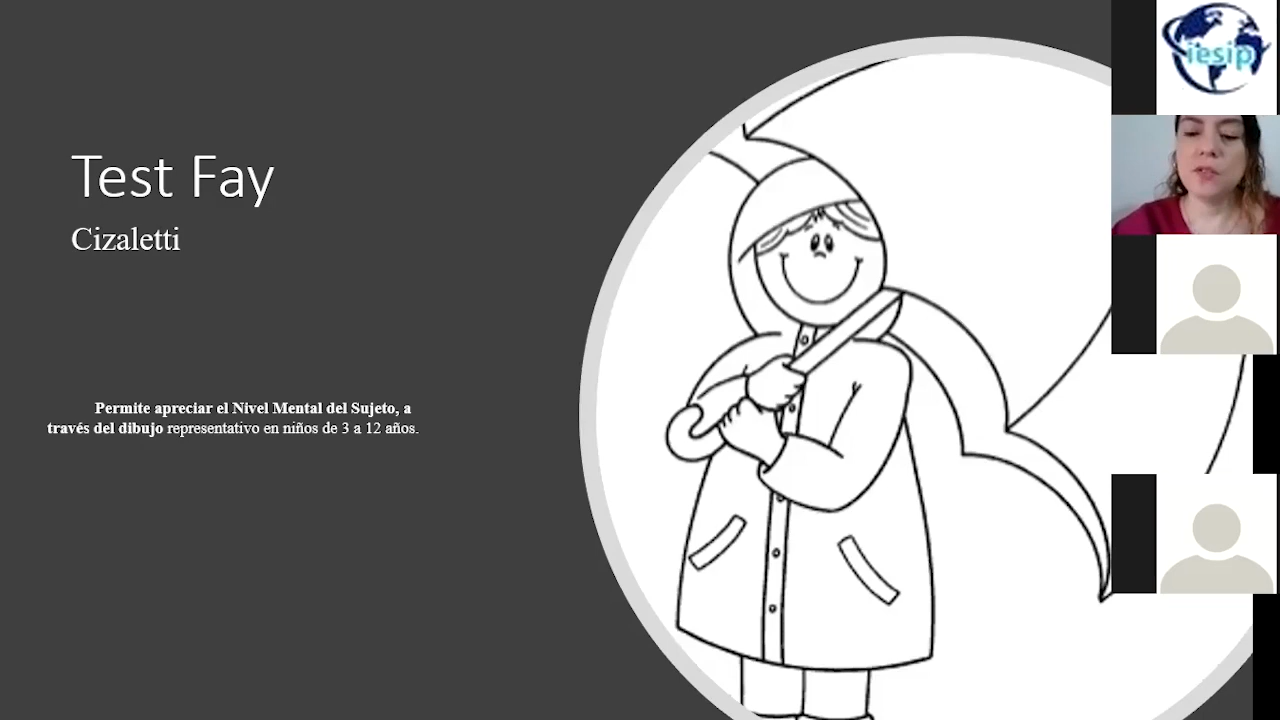 Test Fay
Cizaletti
Permite apreciar el Nivel Mental del Sujeto, a
través del dibujo representativo en niños de 3 a 12 años.
iesip